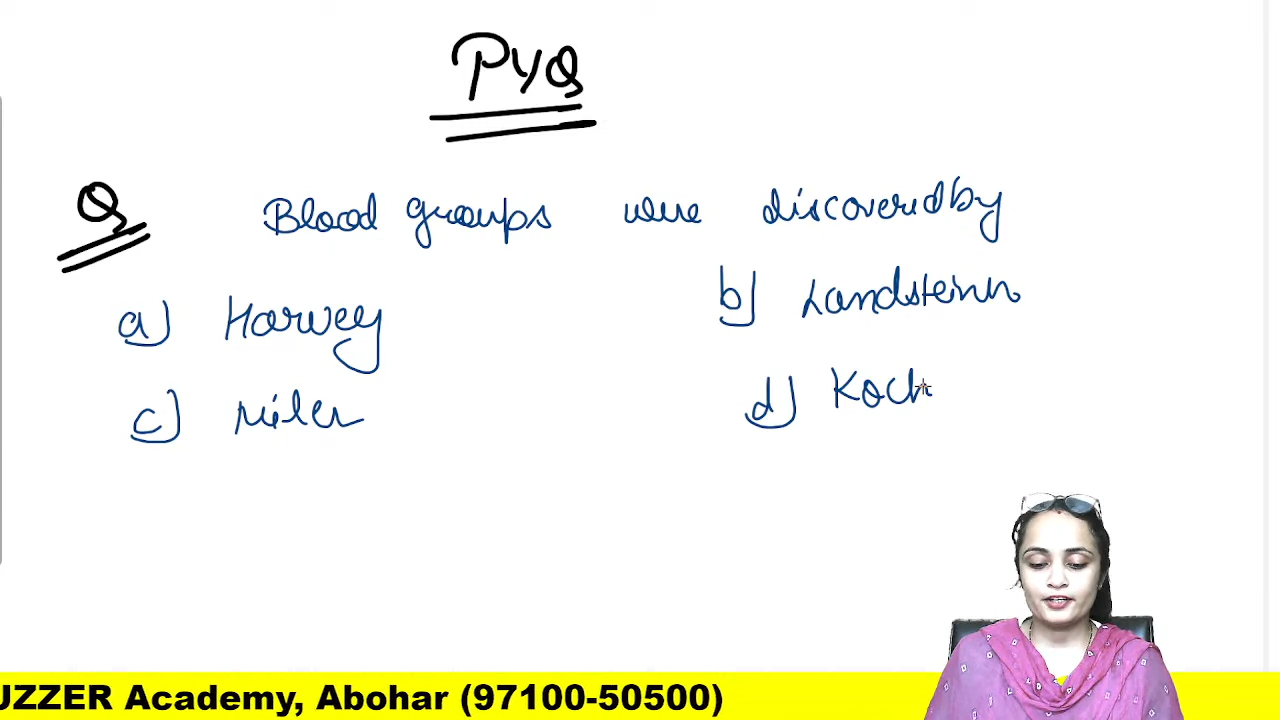 PYQ
Q Blood groups were discovered by
a) Harvey b) Landsteiner
c) Miler d) Koch
UZZER Academy, Abohar (97100-50500)